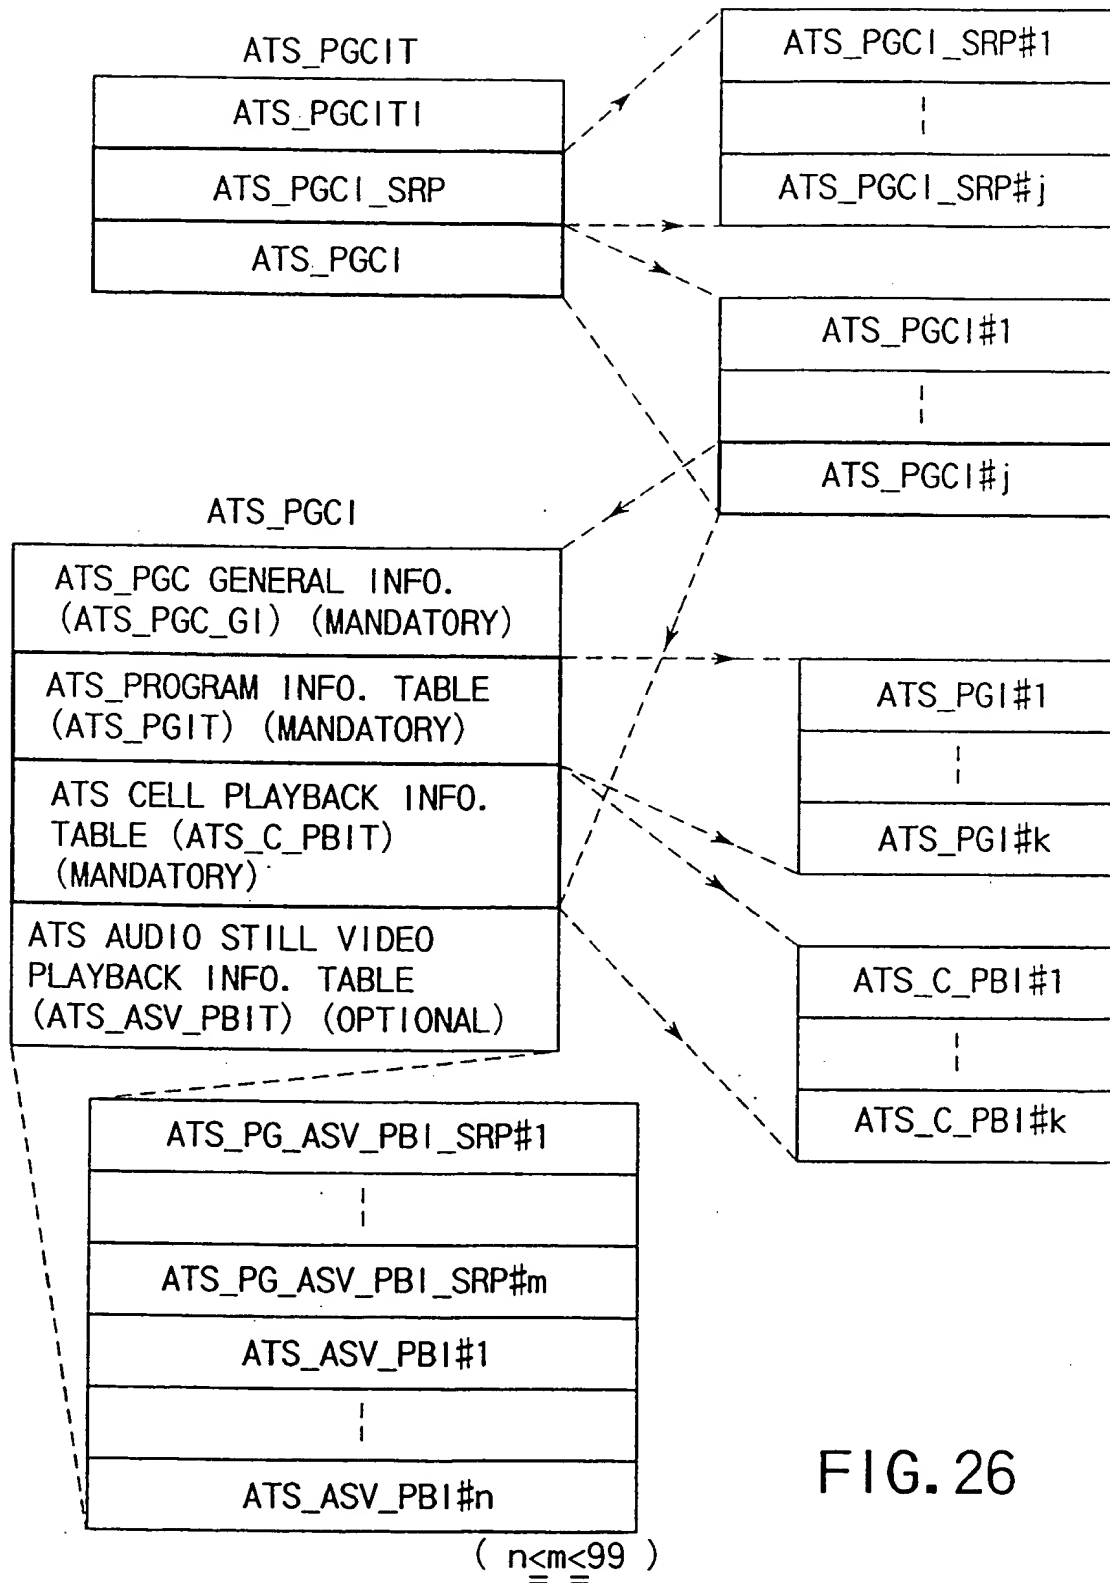 ATS_PGCIT
ATS_PGCITI
ATS_PGCI_SRP
ATS_PGCI
ATS_PGCI_SRP#1
ATS_PGCI_SRP#j
ATS_PGCI#1
ATS_PGCI#j
ATS_PGCI
ATS_PGC GENERAL INFO.
(ATS_PGC_GI) (MANDATORY)
ATS_PROGRAM INFO. TABLE
(ATS_PGIT) (MANDATORY)
ATS CELL PLAYBACK INFO.
TABLE (ATS_C_PBIT)
(MANDATORY)
ATS AUDIO STILL VIDEO
PLAYBACK INFO. TABLE
(ATS_ASV_PBIT) (OPTIONAL)
ATS_PGI#1
ATS_PGI#k
ATS_C_PBI#1
ATS_C_PBI#k
ATS_PG_ASV_PBI_SRP#1
ATS_PG_ASV_PBI_SRP#m
ATS_ASV_PBI#1
ATS_ASV_PBI#n
( n≦m≦99 )
FIG. 26